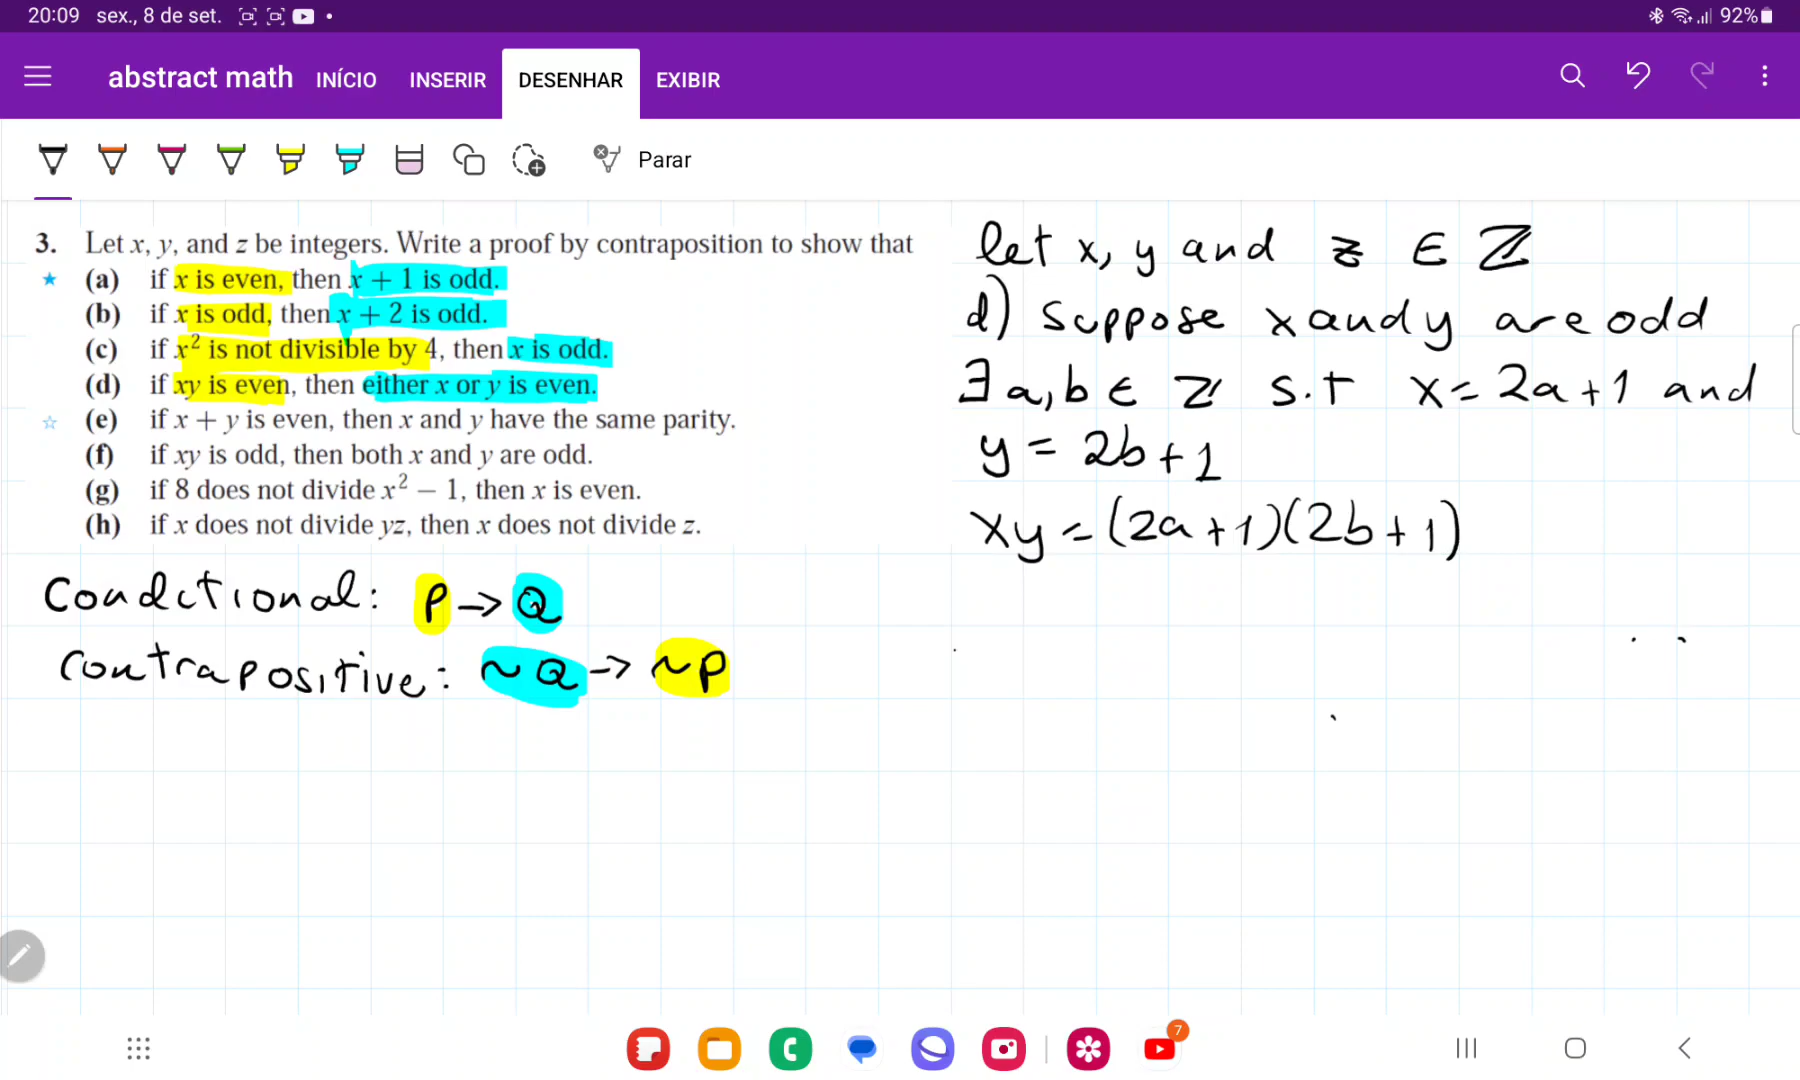 20:09 sex., 8 de set.
92%
abstract math INÍCIO INSERIR DESENHAR EXIBIR
Parar
3. Let x, y, and z be integers. Write a proof by contraposition to show that
★ (a) if x is even, then x + 1 is odd.
(b) if x is odd, then x + 2 is odd.
(c) if x² is not divisible by 4, then x is odd.
(d) if xy is even, then either x or y is even.
☆ (e) if x + y is even, then x and y have the same parity.
(f) if xy is odd, then both x and y are odd.
(g) if 8 does not divide x² − 1, then x is even.
(h) if x does not divide yz, then x does not divide z.
Conditional: P → Q
Contrapositive: ~Q → ~P
let x, y and z ∈ ℤ
d) Suppose x and y are odd
∃ a, b ∈ ℤ s.t x = 2a + 1 and
y = 2b + 1
xy = (2a + 1)(2b + 1)
7